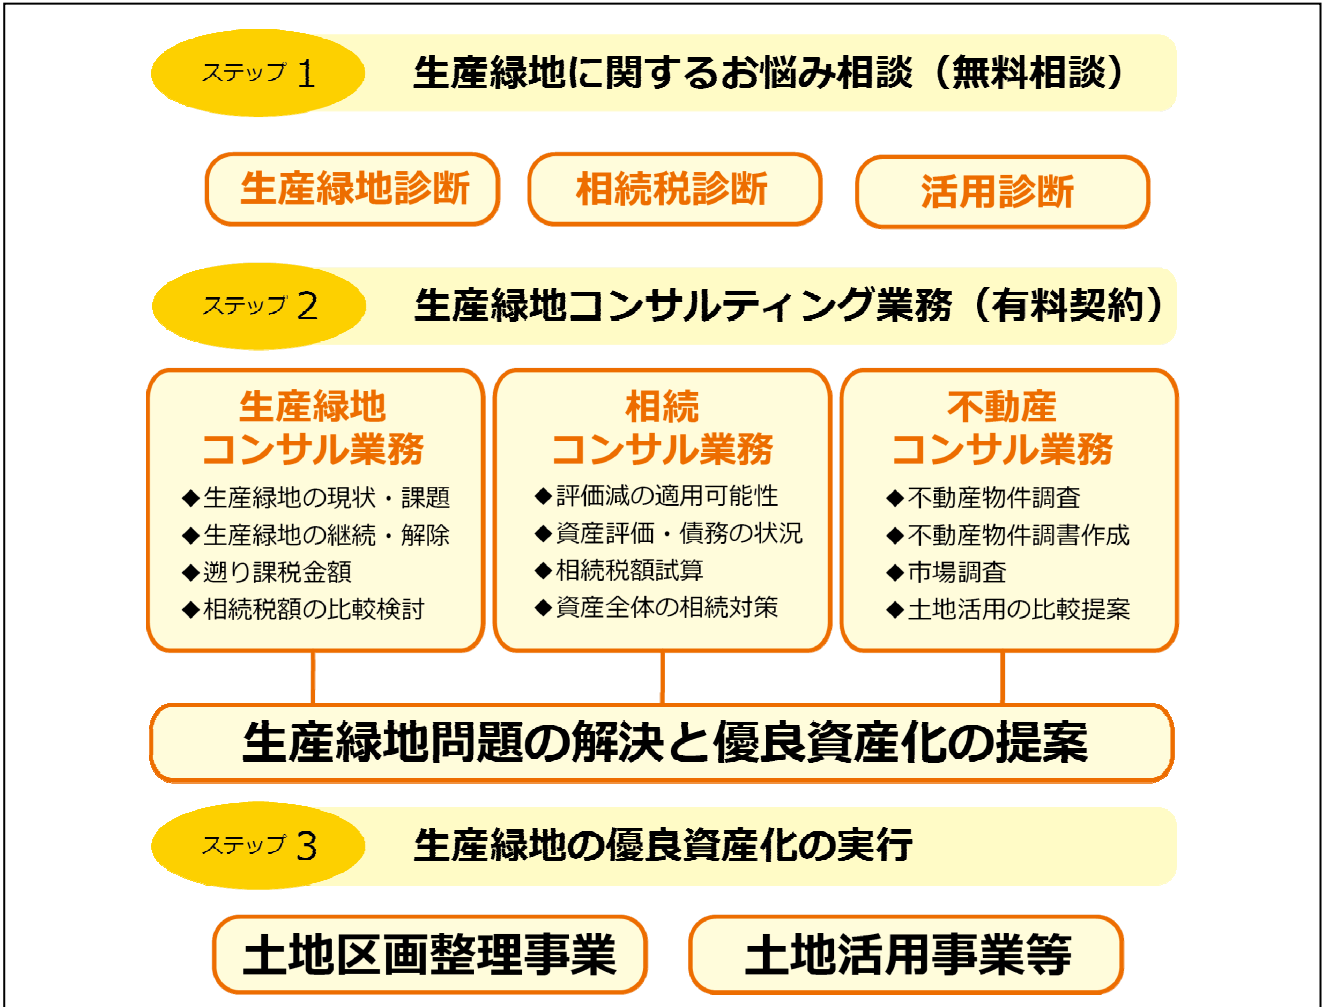 ステップ 1
生産緑地に関するお悩み相談（無料相談）
生産緑地診断
相続税診断
活用診断
ステップ 2
生産緑地コンサルティング業務（有料契約）
生産緑地
コンサル業務
◆生産緑地の現状・課題
◆生産緑地の継続・解除
◆遡り課税金額
◆相続税額の比較検討
相続
コンサル業務
◆評価減の適用可能性
◆資産評価・債務の状況
◆相続税額試算
◆資産全体の相続対策
不動産
コンサル業務
◆不動産物件調査
◆不動産物件調書作成
◆市場調査
◆土地活用の比較提案
生産緑地問題の解決と優良資産化の提案
ステップ 3
生産緑地の優良資産化の実行
土地区画整理事業
土地活用事業等